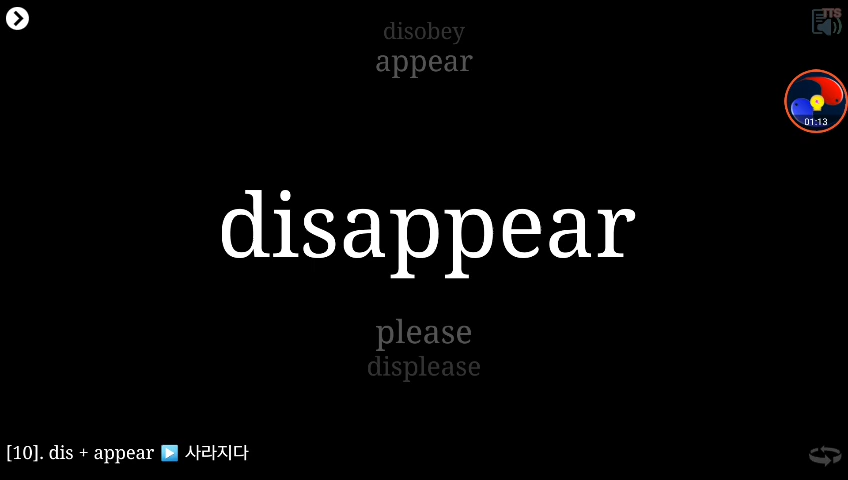 TTS
disobey
appear
01:13
disappear
please
displease
[10]. dis + appear ▶ 사라지다